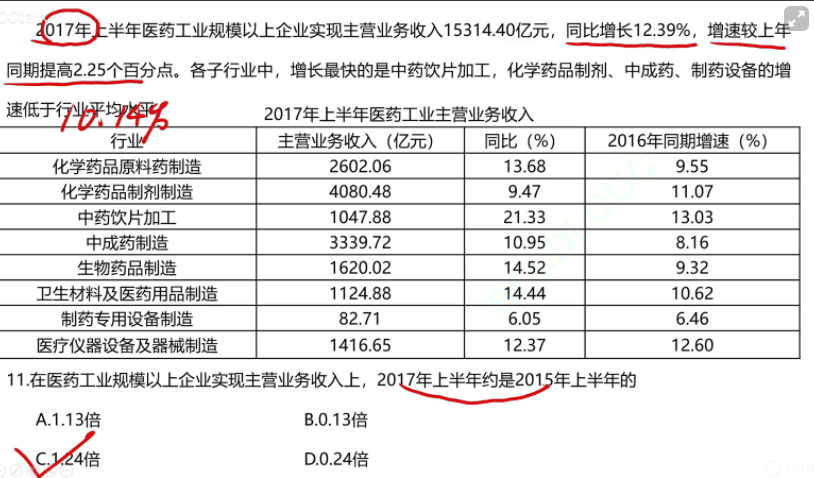 2017年上半年医药工业规模以上企业实现主营业务收入15314.40亿元，同比增长12.39%，增速较上年
同期提高2.25个百分点。各子行业中，增长最快的是中药饮片加工，化学药品制剂、中成药、制药设备的增
速低于行业平均水平。
10.14%
2017年上半年医药工业主营业务收入
行业 主营业务收入（亿元） 同比（%） 2016年同期增速（%）
化学药品原料药制造 2602.06 13.68 9.55
化学药品制剂制造 4080.48 9.47 11.07
中药饮片加工 1047.88 21.33 13.03
中成药制造 3339.72 10.95 8.16
生物药品制造 1620.02 14.52 9.32
卫生材料及医药用品制造 1124.88 14.44 10.62
制药专用设备制造 82.71 6.05 6.46
医疗仪器设备及器械制造 1416.65 12.37 12.60
11.在医药工业规模以上企业实现主营业务收入上，2017年上半年约是2015年上半年的
A.1.13倍 B.0.13倍
C.1.24倍 D.0.24倍